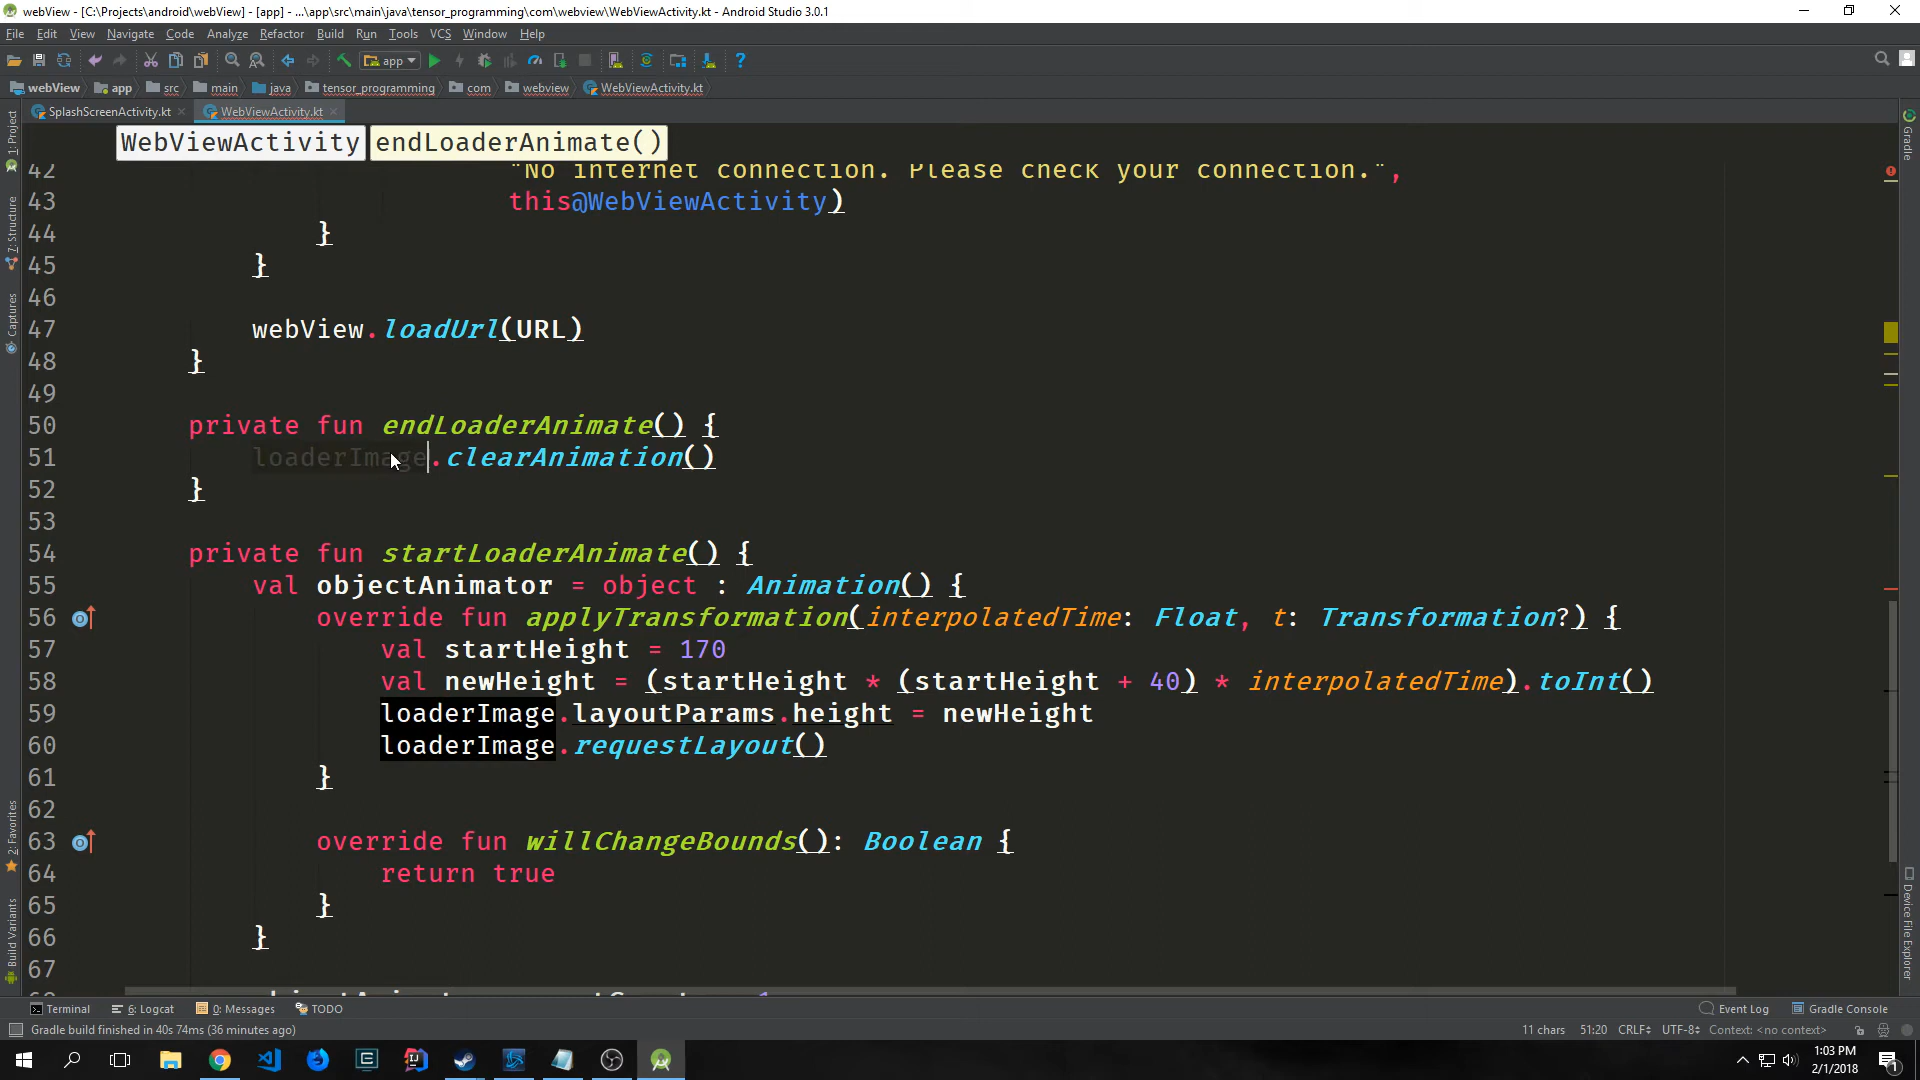 webView - [C:\Projects\android\webView] - [app] - ...\app\src\main\java\tensor_programming\com\webview\WebViewActivity.kt - Android Studio 3.0.1
File Edit View Navigate Code Analyze Refactor Build Run Tools VCS Window Help
app
webView app src main java tensor_programming com webview WebViewActivity.kt
SplashScreenActivity.kt WebViewActivity.kt
WebViewActivity endLoaderAnimate()
42 "No internet connection. Please check your connection.",
43 this@WebViewActivity)
44 }
45 }
46
47 webView.loadUrl(URL)
48 }
49
50 private fun endLoaderAnimate() {
51 loaderImage.clearAnimation()
52 }
53
54 private fun startLoaderAnimate() {
55 val objectAnimator = object : Animation() {
56 override fun applyTransformation(interpolatedTime: Float, t: Transformation?) {
57 val startHeight = 170
58 val newHeight = (startHeight * (startHeight + 40) * interpolatedTime).toInt()
59 loaderImage.layoutParams.height = newHeight
60 loaderImage.requestLayout()
61 }
62
63 override fun willChangeBounds(): Boolean {
64 return true
65 }
66 }
67
1: Project
7: Structure
Captures
2: Favorites
Build Variants
Gradle
Device File Explorer
Terminal 6: Logcat 0: Messages TODO Event Log Gradle Console
Gradle build finished in 40s 74ms (36 minutes ago) 11 chars 51:20 CRLF UTF-8 Context: <no context>
1:03 PM
2/1/2018
1